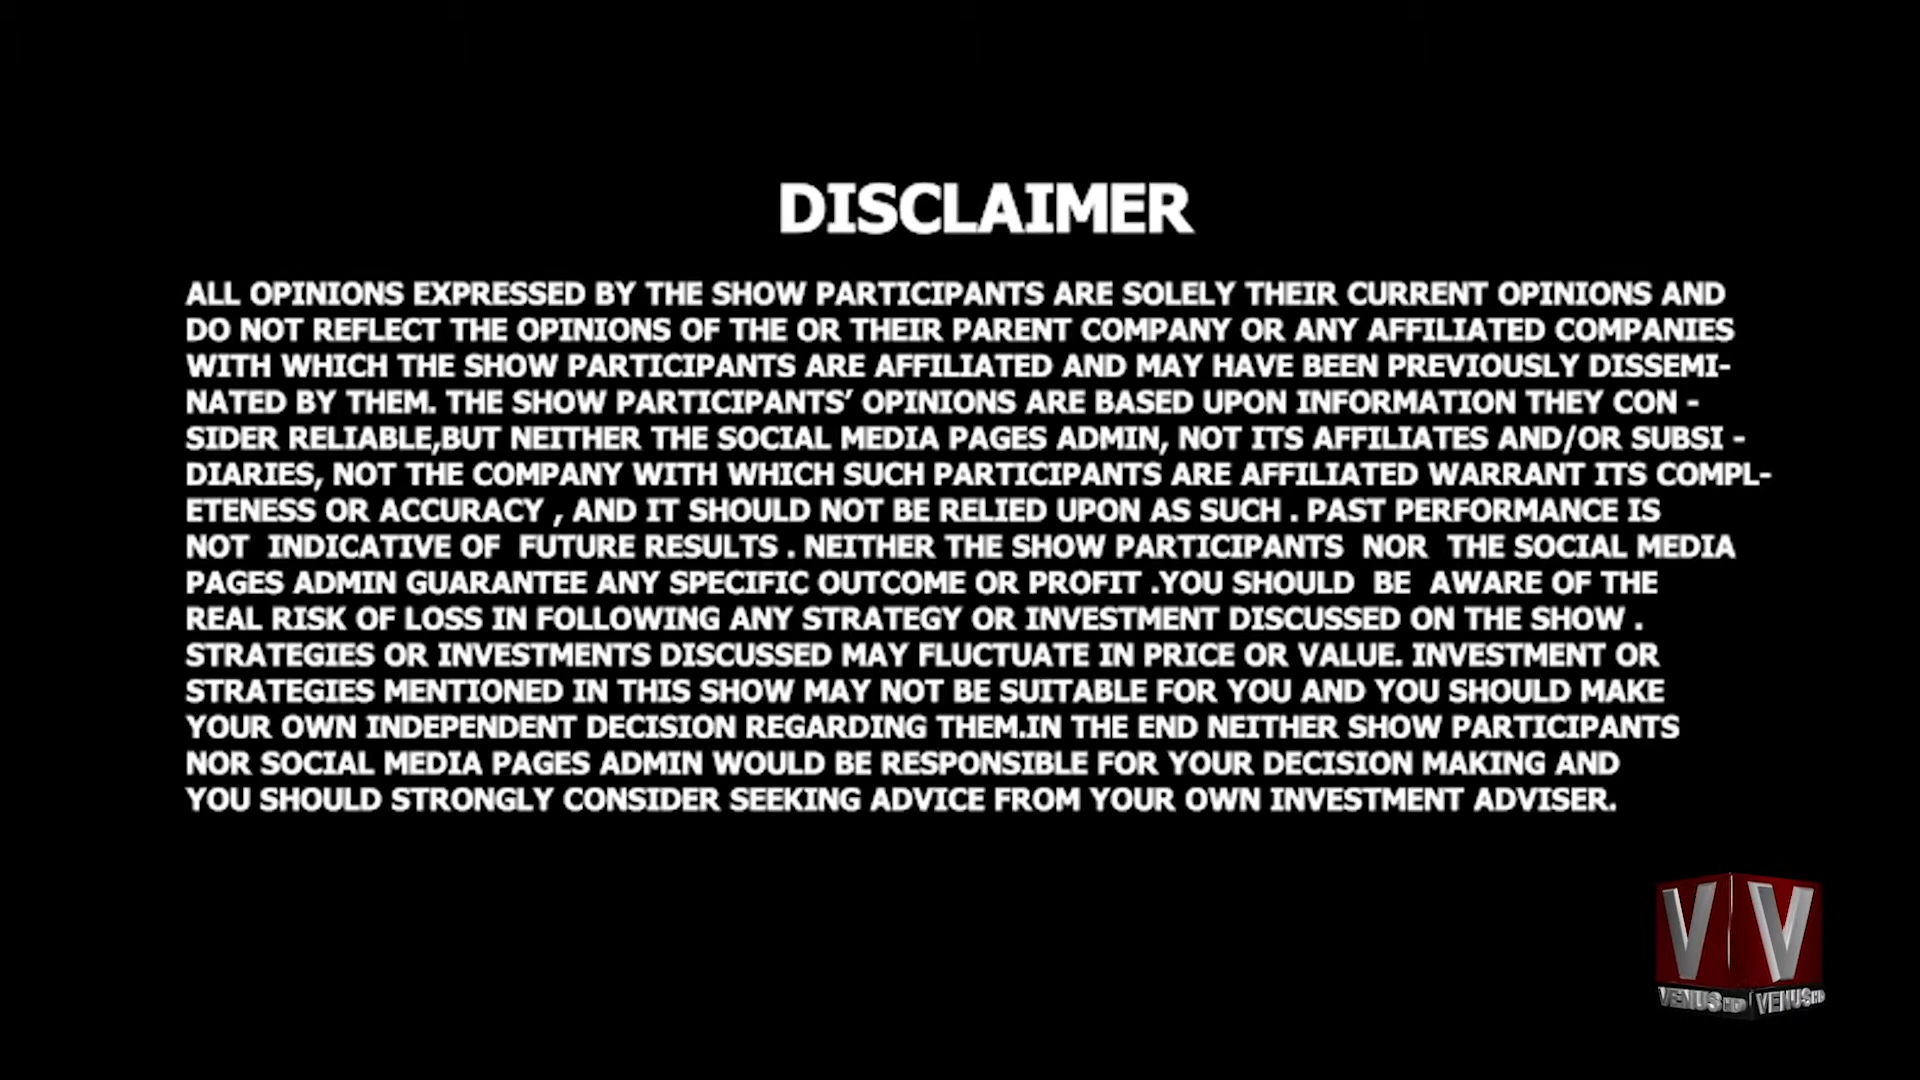 DISCLAIMER
ALL OPINIONS EXPRESSED BY THE SHOW PARTICIPANTS ARE SOLELY THEIR CURRENT OPINIONS AND
DO NOT REFLECT THE OPINIONS OF THE OR THEIR PARENT COMPANY OR ANY AFFILIATED COMPANIES
WITH WHICH THE SHOW PARTICIPANTS ARE AFFILIATED AND MAY HAVE BEEN PREVIOUSLY DISSEMI-
NATED BY THEM. THE SHOW PARTICIPANTS’ OPINIONS ARE BASED UPON INFORMATION THEY CON -
SIDER RELIABLE,BUT NEITHER THE SOCIAL MEDIA PAGES ADMIN, NOT ITS AFFILIATES AND/OR SUBSI -
DIARIES, NOT THE COMPANY WITH WHICH SUCH PARTICIPANTS ARE AFFILIATED WARRANT ITS COMPL-
ETENESS OR ACCURACY , AND IT SHOULD NOT BE RELIED UPON AS SUCH . PAST PERFORMANCE IS
NOT  INDICATIVE OF  FUTURE RESULTS . NEITHER THE SHOW PARTICIPANTS  NOR  THE SOCIAL MEDIA
PAGES ADMIN GUARANTEE ANY SPECIFIC OUTCOME OR PROFIT .YOU SHOULD  BE  AWARE OF THE
REAL RISK OF LOSS IN FOLLOWING ANY STRATEGY OR INVESTMENT DISCUSSED ON THE SHOW .
STRATEGIES OR INVESTMENTS DISCUSSED MAY FLUCTUATE IN PRICE OR VALUE. INVESTMENT OR
STRATEGIES MENTIONED IN THIS SHOW MAY NOT BE SUITABLE FOR YOU AND YOU SHOULD MAKE
YOUR OWN INDEPENDENT DECISION REGARDING THEM.IN THE END NEITHER SHOW PARTICIPANTS
NOR SOCIAL MEDIA PAGES ADMIN WOULD BE RESPONSIBLE FOR YOUR DECISION MAKING AND
YOU SHOULD STRONGLY CONSIDER SEEKING ADVICE FROM YOUR OWN INVESTMENT ADVISER.
V V
VENUS HD VENUS HD